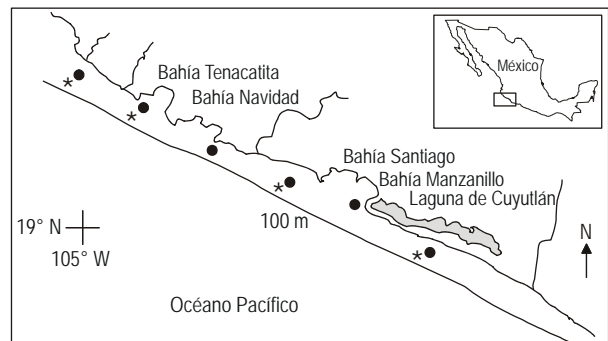 México
Bahía Tenacatita
Bahía Navidad
Bahía Santiago
Bahía Manzanillo
Laguna de Cuyutlán
100 m
19° N
105° W
N
Océano Pacífico